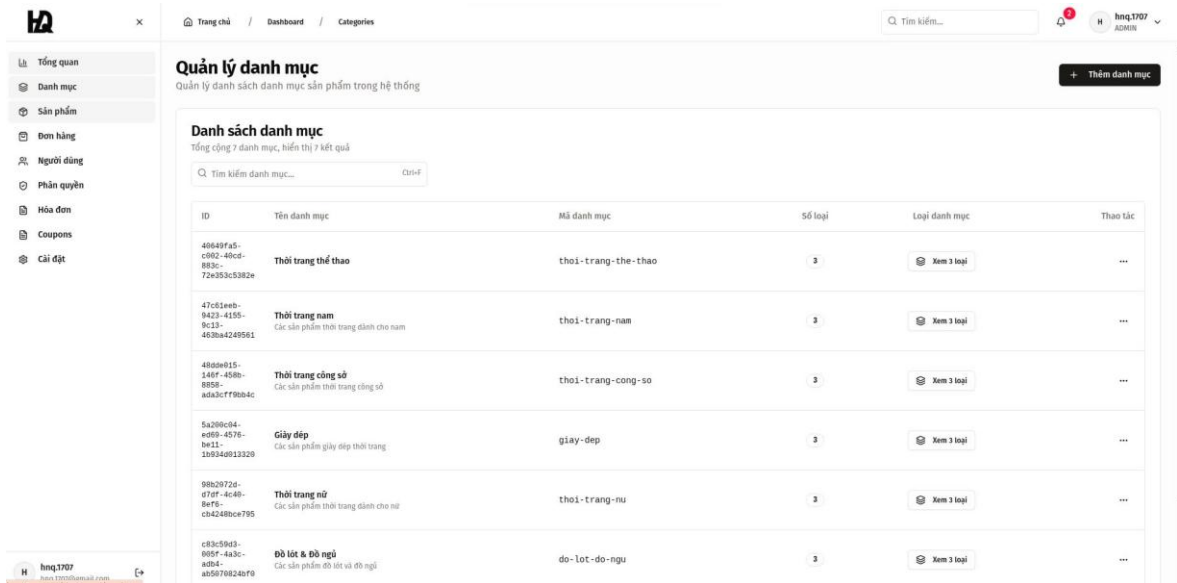 HQ
Trang chủ / Dashboard / Categories
Tìm kiếm...
2
H
hnq.1707
ADMIN
Tổng quan
Danh mục
Sản phẩm
Đơn hàng
Người dùng
Phân quyền
Hóa đơn
Coupons
Cài đặt
Quản lý danh mục
Quản lý danh sách danh mục sản phẩm trong hệ thống
+ Thêm danh mục
Danh sách danh mục
Tổng cộng 7 danh mục, hiển thị 7 kết quả
Tìm kiếm danh mục... Ctrl+F
ID Tên danh mục Mã danh mục Số loại Loại danh mục Thao tác
40649fa5-
c002-40cd-
883c-
72e353c5382e
Thời trang thể thao
thoi-trang-the-thao
3
Xem 3 loại
...
47c61eeb-
9423-4155-
9c13-
463ba4249561
Thời trang nam
Các sản phẩm thời trang dành cho nam
thoi-trang-nam
3
Xem 3 loại
...
48dde015-
146f-458b-
8858-
ada3cff9bb4c
Thời trang công sở
Các sản phẩm thời trang công sở
thoi-trang-cong-so
3
Xem 3 loại
...
5a200c04-
ed69-4576-
be11-
1b934d013320
Giày dép
Các sản phẩm giày dép thời trang
giay-dep
3
Xem 3 loại
...
98b2072d-
d7df-4c40-
8ef6-
cb4248bce795
Thời trang nữ
Các sản phẩm thời trang dành cho nữ
thoi-trang-nu
3
Xem 3 loại
...
c83c59d3-
005f-4a3c-
adb4-
ab5070824bf0
Đồ lót & Đồ ngủ
Các sản phẩm đồ lót và đồ ngủ
do-lot-do-ngu
3
Xem 3 loại
...
H
hnq.1707
hnq.1707@email.com